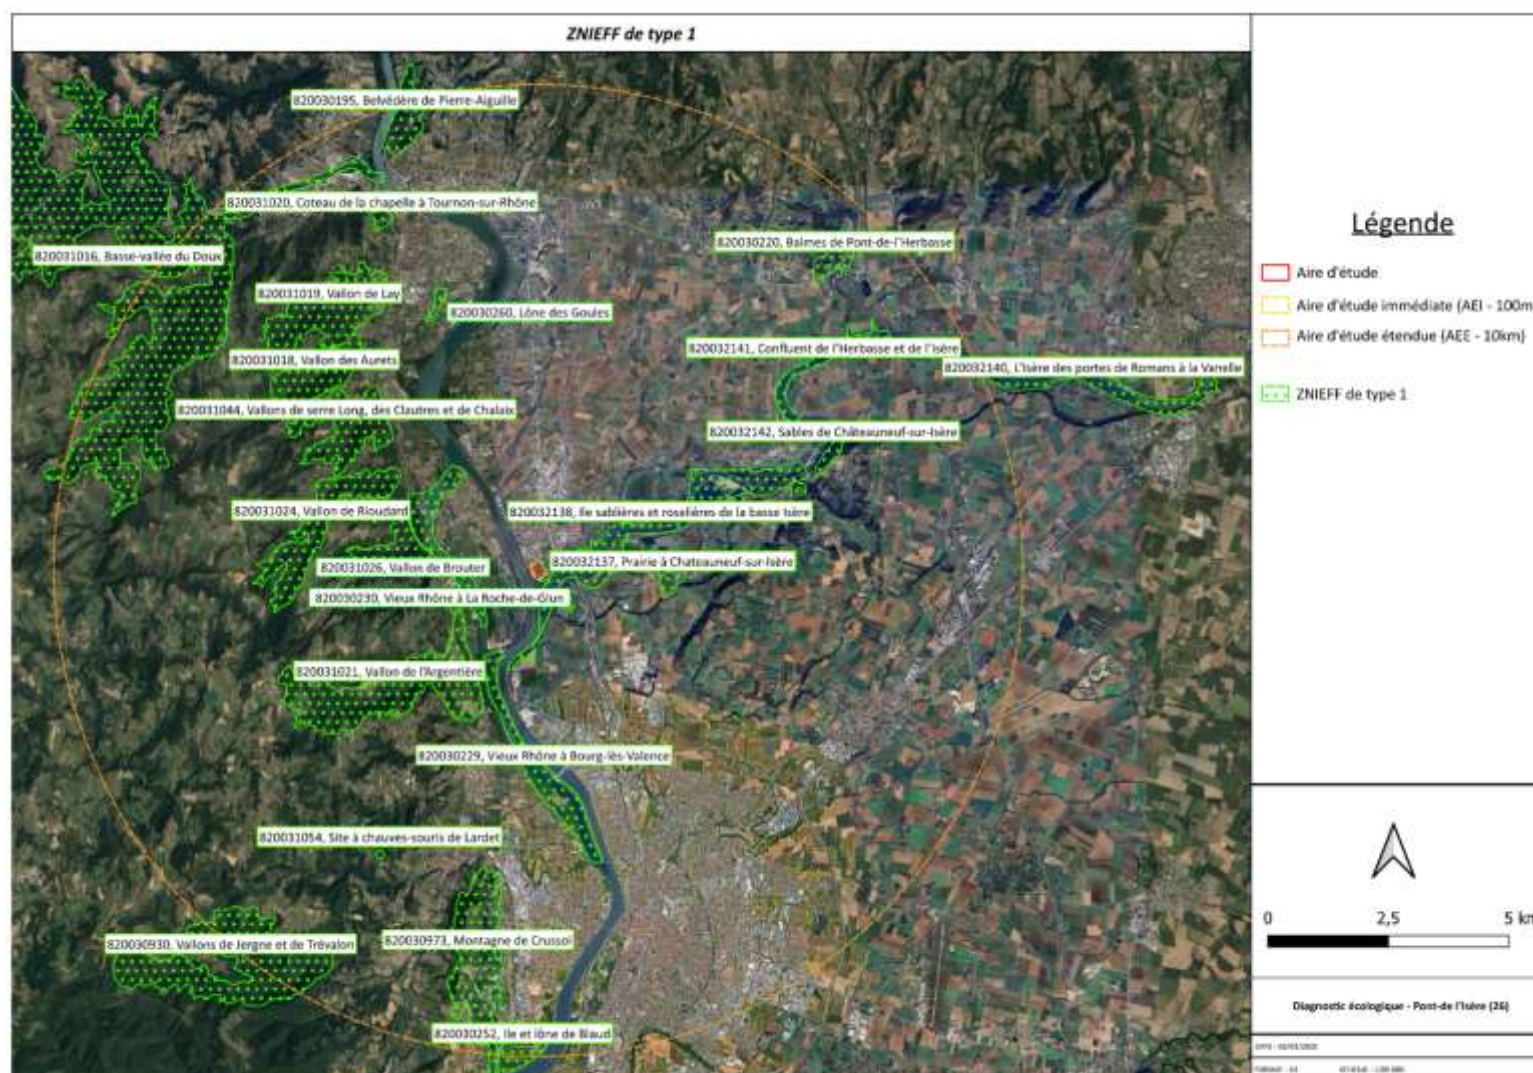 ZNIEFF de type 1
820030195, Belvédère de Pierre-Aiguille
820031020, Coteau de la chapelle à Tournon-sur-Rhône
820030220, Balmes de Pont-de-l'Herbasse
820031016, Basse-vallée du Doux
820031019, Vallon de Lay
820030260, Lône des Goules
820031018, Vallon des Aurets
820032141, Confluent de l'Herbasse et de l'Isère
820032140, L'Isère des portes de Romans à la Vanelle
820031044, Vallons de serre Long, des Clautres et de Chalaix
820032142, Sables de Châteauneuf-sur-Isère
820031024, Vallon de Rioudard
820032138, Ile sablières et roselières de la basse Isère
820031026, Vallon de Brouter
820032137, Prairie à Chateauneuf-sur-Isère
820030230, Vieux Rhône à La Roche-de-Glun
820031021, Vallon de l'Argentière
820030229, Vieux Rhône à Bourg-lès-Valence
820031054, Site à chauves-souris de Lardet
820030930, Vallons de Jergne et de Trévalon
820030973, Montagne de Crussol
820030252, Ile et lône de Blaud
Légende
Aire d'étude
Aire d'étude immédiate (AEI - 100m
Aire d'étude étendue (AEE - 10km)
ZNIEFF de type 1
0 2,5 5 km
Diagnostic écologique - Pont-de l'Isère (26)